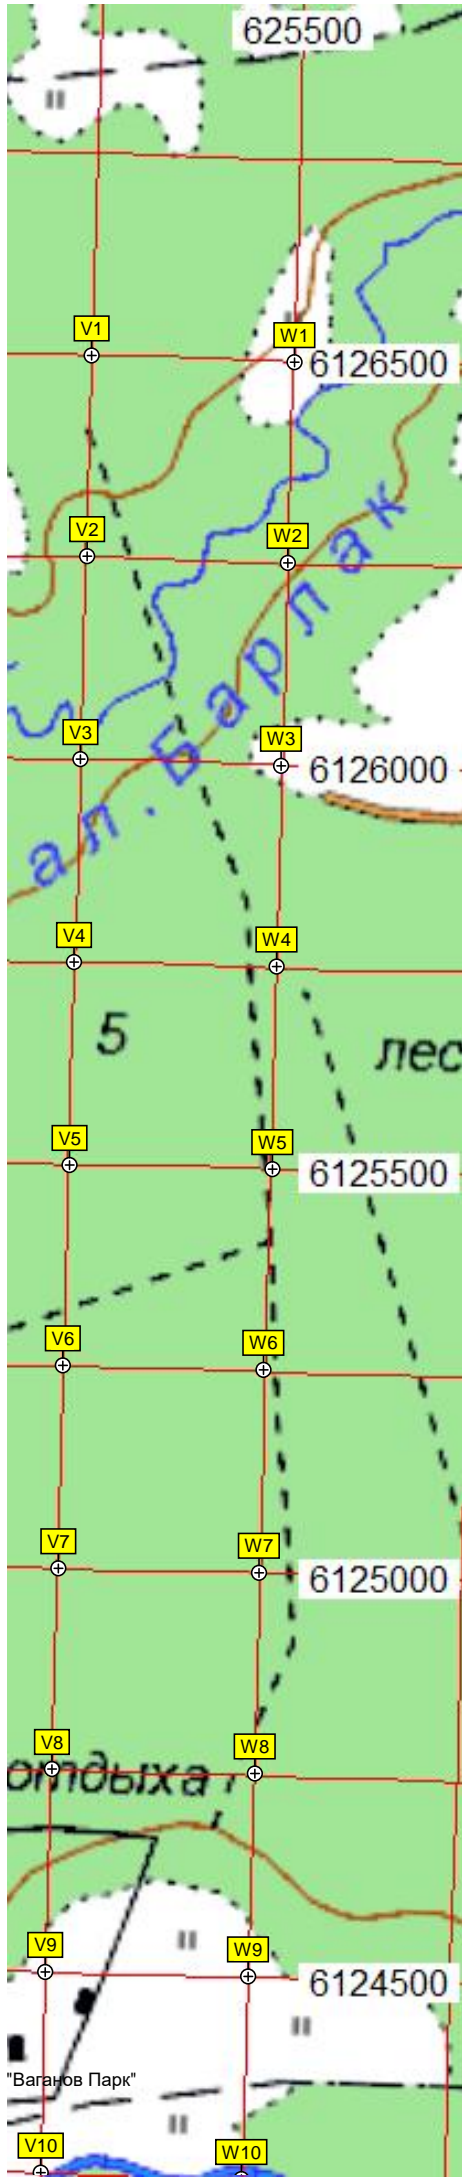 625500
V1
W1
6126500
V2
W2
ал. Барлак
V3
W3
6126000
V4
W4
5
лес
V5
W5
6125500
V6
W6
V7
W7
6125000
V8
W8
отдыха
V9
W9
6124500
"Ваганов Парк"
V10
W10